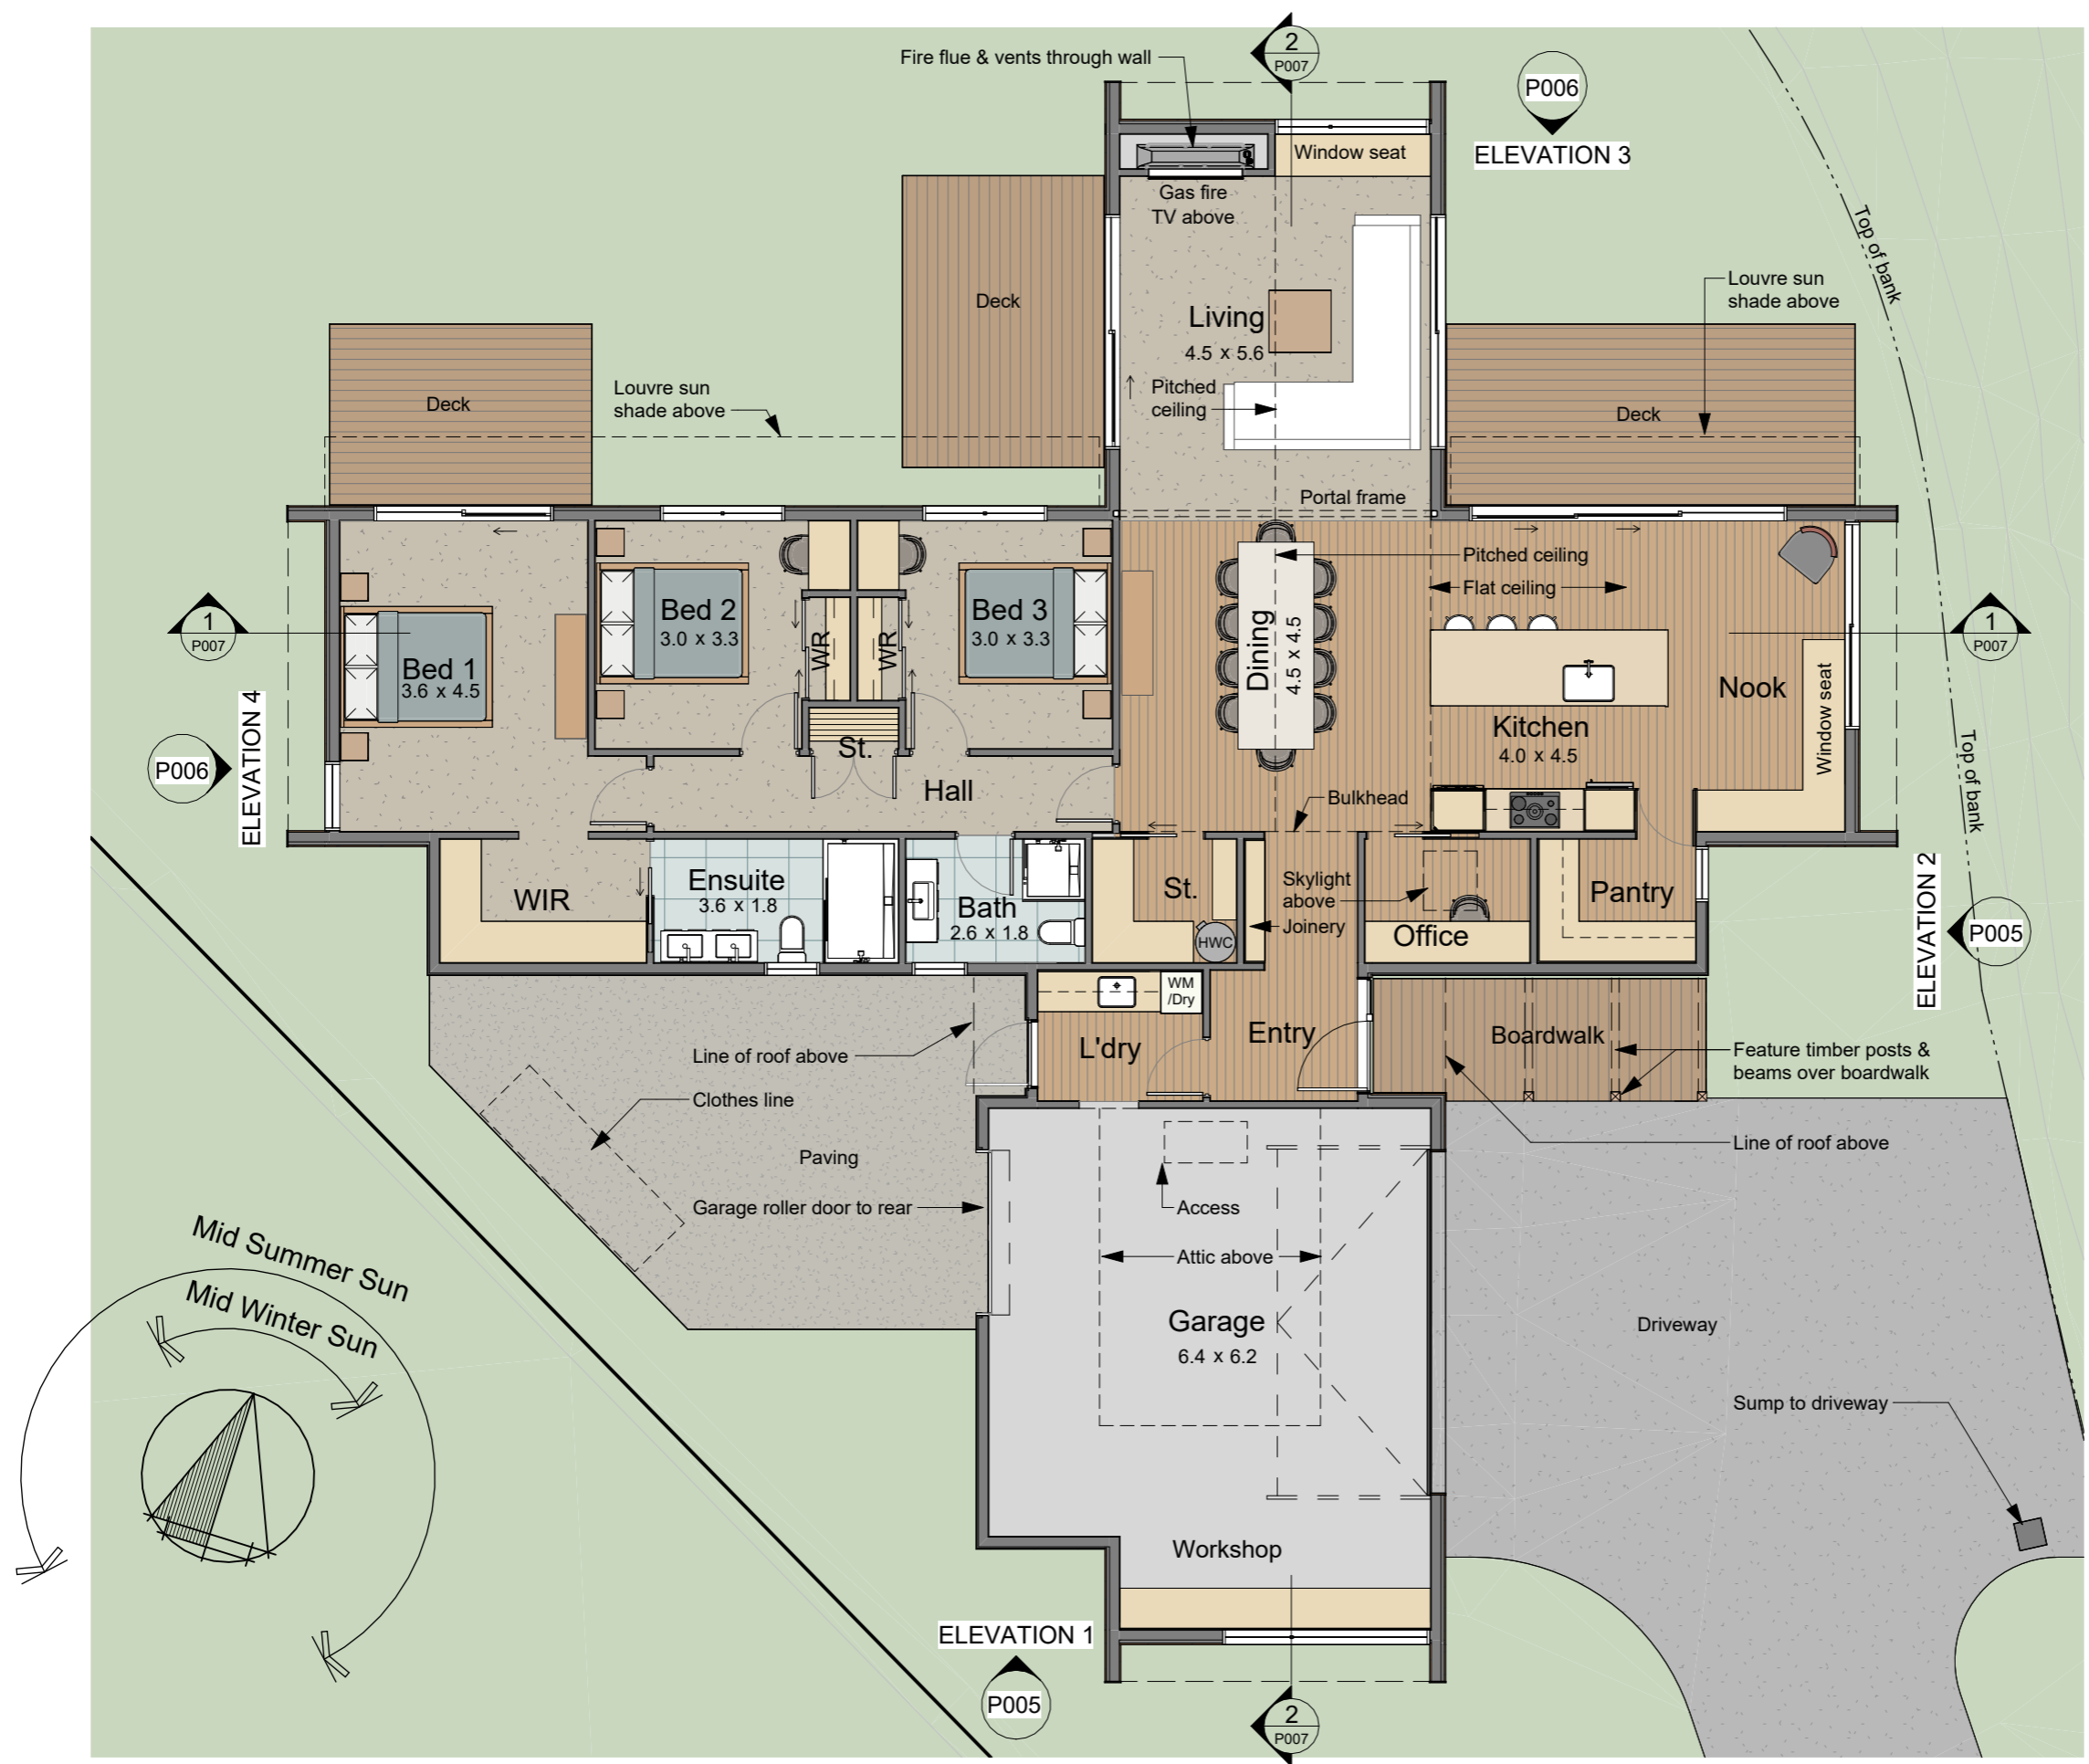 2
P007
Fire flue & vents through wall
P006
ELEVATION 3
Window seat
Gas fire
TV above
Top of bank
Deck
Louvre sun
shade above
Living
4.5 x 5.6
Pitched
ceiling
Louvre sun
shade above
Deck
Deck
Portal frame
Pitched ceiling
Flat ceiling
1
P007
Bed 1
3.6 x 4.5
Bed 2
3.0 x 3.3
WR
WR
Bed 3
3.0 x 3.3
Dining
4.5 x 4.5
Kitchen
4.0 x 4.5
Nook
Window seat
1
P007
P006
ELEVATION 4
St.
Hall
Bulkhead
Top of bank
WIR
Ensuite
3.6 x 1.8
Bath
2.6 x 1.8
St.
HWC
Skylight
above
Joinery
Office
Pantry
ELEVATION 2
P005
WM
/Dry
L'dry
Entry
Boardwalk
Feature timber posts &
beams over boardwalk
Line of roof above
Clothes line
Line of roof above
Paving
Garage roller door to rear
Access
Attic above
Garage
6.4 x 6.2
Driveway
Mid Summer Sun
Mid Winter Sun
Sump to driveway
Workshop
ELEVATION 1
P005
2
P007